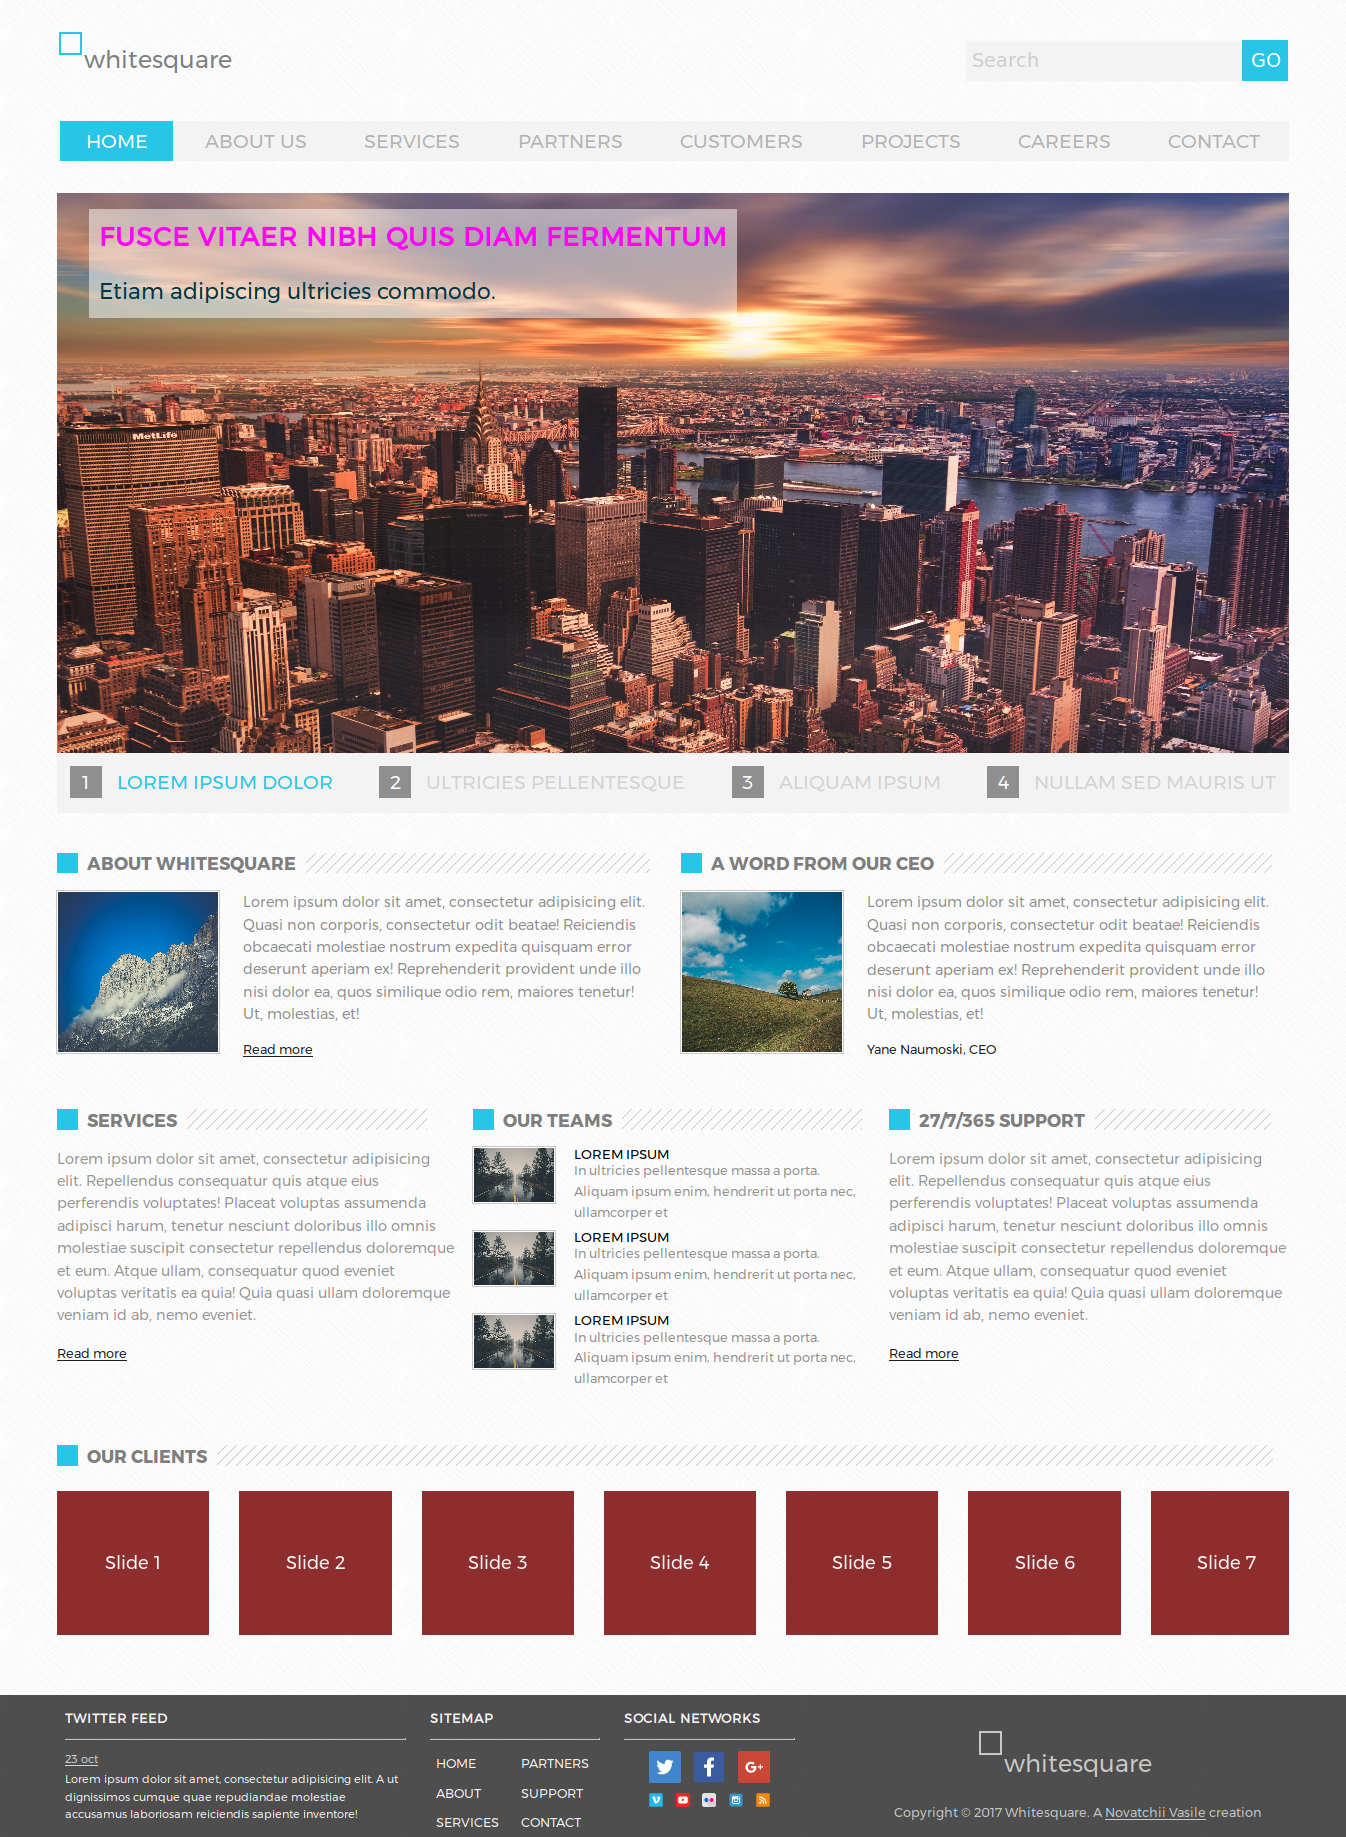 whitesquare
Search GO
HOME ABOUT US SERVICES PARTNERS CUSTOMERS PROJECTS CAREERS CONTACT
FUSCE VITAER NIBH QUIS DIAM FERMENTUM
Etiam adipiscing ultricies commodo.
MetLife
1 LOREM IPSUM DOLOR 2 ULTRICIES PELLENTESQUE 3 ALIQUAM IPSUM 4 NULLAM SED MAURIS UT
ABOUT WHITESQUARE
Lorem ipsum dolor sit amet, consectetur adipisicing elit.
Quasi non corporis, consectetur odit beatae! Reiciendis
obcaecati molestiae nostrum expedita quisquam error
deserunt aperiam ex! Reprehenderit provident unde illo
nisi dolor ea, quos similique odio rem, maiores tenetur!
Ut, molestias, et!
Read more
A WORD FROM OUR CEO
Lorem ipsum dolor sit amet, consectetur adipisicing elit.
Quasi non corporis, consectetur odit beatae! Reiciendis
obcaecati molestiae nostrum expedita quisquam error
deserunt aperiam ex! Reprehenderit provident unde illo
nisi dolor ea, quos similique odio rem, maiores tenetur!
Ut, molestias, et!
Yane Naumoski, CEO
SERVICES
Lorem ipsum dolor sit amet, consectetur adipisicing
elit. Repellendus consequatur quis atque eius
perferendis voluptates! Placeat voluptas assumenda
adipisci harum, tenetur nesciunt doloribus illo omnis
molestiae suscipit consectetur repellendus doloremque
et eum. Atque ullam, consequatur quod eveniet
voluptas veritatis ea quia! Quia quasi ullam doloremque
veniam id ab, nemo eveniet.
Read more
OUR TEAMS
LOREM IPSUM
In ultricies pellentesque massa a porta.
Aliquam ipsum enim, hendrerit ut porta nec,
ullamcorper et
LOREM IPSUM
In ultricies pellentesque massa a porta.
Aliquam ipsum enim, hendrerit ut porta nec,
ullamcorper et
LOREM IPSUM
In ultricies pellentesque massa a porta.
Aliquam ipsum enim, hendrerit ut porta nec,
ullamcorper et
27/7/365 SUPPORT
Lorem ipsum dolor sit amet, consectetur adipisicing
elit. Repellendus consequatur quis atque eius
perferendis voluptates! Placeat voluptas assumenda
adipisci harum, tenetur nesciunt doloribus illo omnis
molestiae suscipit consectetur repellendus doloremque
et eum. Atque ullam, consequatur quod eveniet
voluptas veritatis ea quia! Quia quasi ullam doloremque
veniam id ab, nemo eveniet.
Read more
OUR CLIENTS
Slide 1 Slide 2 Slide 3 Slide 4 Slide 5 Slide 6 Slide 7
TWITTER FEED
23 oct
Lorem ipsum dolor sit amet, consectetur adipisicing elit. A ut
dignissimos cumque quae repudiandae molestiae
accusamus laboriosam reiciendis sapiente inventore!
SITEMAP
HOME PARTNERS
ABOUT SUPPORT
SERVICES CONTACT
SOCIAL NETWORKS
whitesquare
Copyright © 2017 Whitesquare. A Novatchii Vasile creation